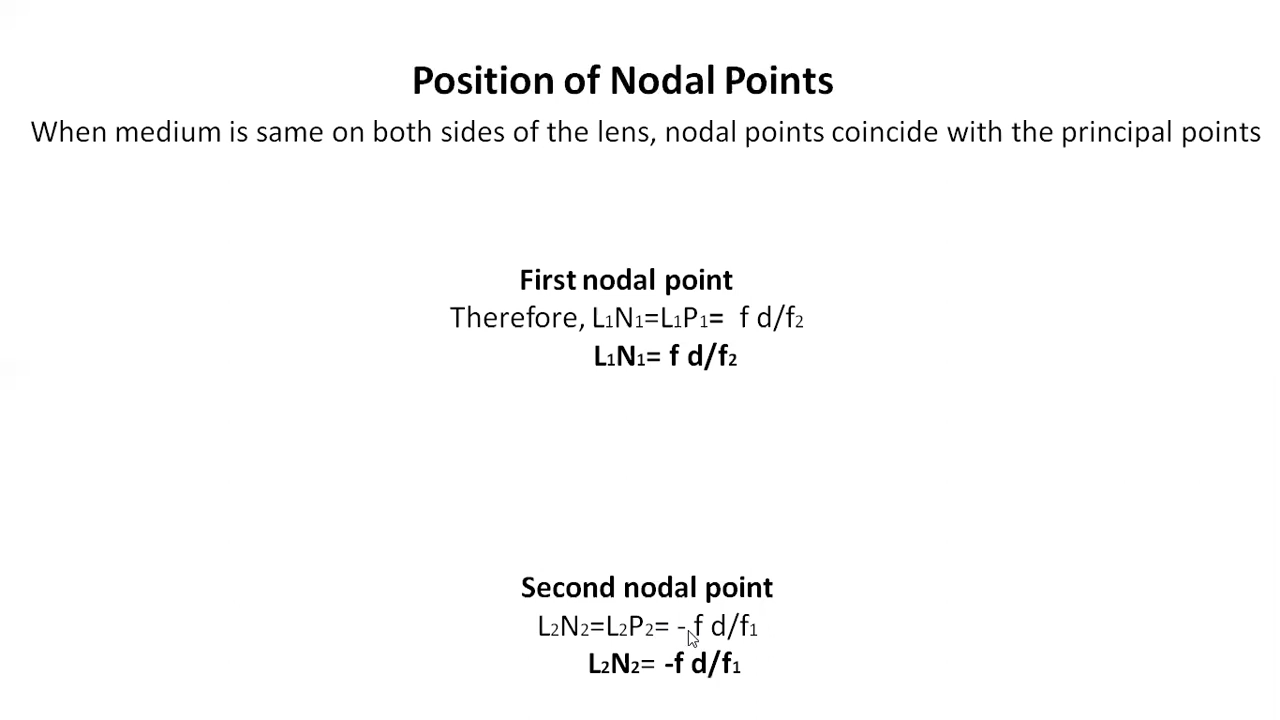 Position of Nodal Points
When medium is same on both sides of the lens, nodal points coincide with the principal points
First nodal point
Therefore, L₁N₁=L₁P₁= f d/f₂
L₁N₁= f d/f₂
Second nodal point
L₂N₂=L₂P₂= -f d/f₁
L₂N₂= -f d/f₁